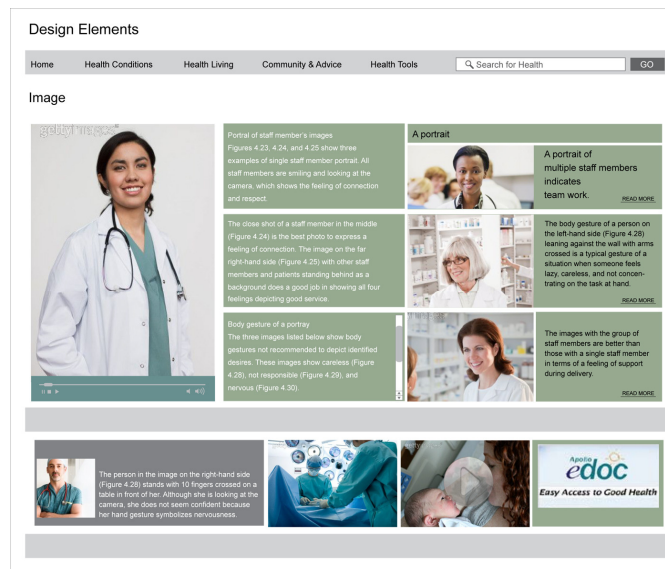 Design Elements
Home Health Conditions Health Living Community & Advice Health Tools Search for Health GO
Image
gettyimages
Portral of staff member's images
Figures 4.23, 4.24, and 4.25 show three
examples of single staff member portrait. All
staff members are smiling and looking at the
camera, which shows the feeling of connection
and respect.
A portrait
A portrait of
multiple staff members
indicates
team work.
READ MORE
The close shot of a staff member in the middle
(Figure 4.24) is the best photo to express a
feeling of connection. The image on the far
right-hand side (Figure 4.25) with other staff
members and patients standing behind as a
background does a good job in showing all four
feelings depicting good service.
The body gesture of a person on
the left-hand side (Figure 4.28)
leaning against the wall with arms
crossed is a typical gesture of a
situation when someone feels
lazy, careless, and not concen-
trating on the task at hand.
READ MORE
Body gesture of a portray
The three images listed below show body
gestures not recommended to depict identified
desires. These images show careless (Figure
4.28), not responsible (Figure 4.29), and
nervous (Figure 4.30).
The images with the group of
staff members are better than
those with a single staff member
in terms of a feeling of support
during delivery.
READ MORE
The person in the image on the right-hand side
(Figure 4.28) stands with 10 fingers crossed on a
table in front of her. Although she is looking at the
camera, she does not seem confident because
her hand gesture symbolizes nervousness.
Apollo
edoc
Easy Access to Good Health